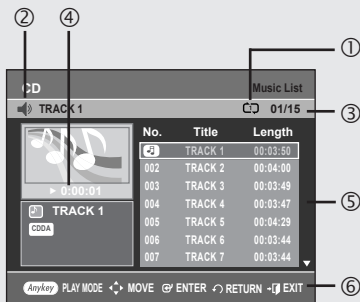 ② ④
①
CD Music List
TRACK 1 01/15 ③
No. Title Length
TRACK 1 00:03:50
002 TRACK 2 00:04:00
003 TRACK 3 00:03:49
004 TRACK 4 00:03:47
005 TRACK 5 00:04:29
006 TRACK 6 00:03:44
007 TRACK 7 00:03:44
► 0:00:01
TRACK 1
CDDA
⑤
Anykey PLAY MODE MOVE ENTER RETURN EXIT ⑥